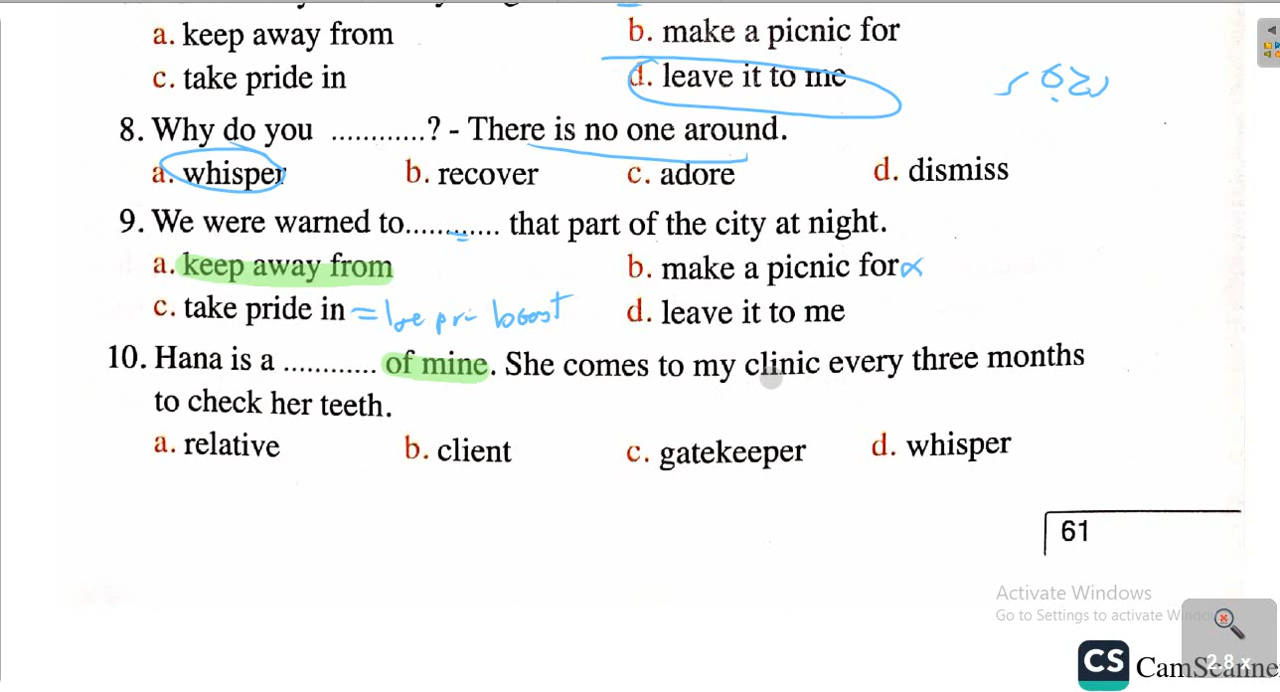 a. keep away from b. make a picnic for
c. take pride in d. leave it to me
8. Why do you ............? - There is no one around.
a. whisper b. recover c. adore d. dismiss
9. We were warned to............ that part of the city at night.
a. keep away from b. make a picnic for
c. take pride in = d. leave it to me
10. Hana is a ............ of mine. She comes to my clinic every three months
to check her teeth.
a. relative b. client c. gatekeeper d. whisper
61
Activate Windows
Go to Settings to activate
2.8 x
CS CamScanne